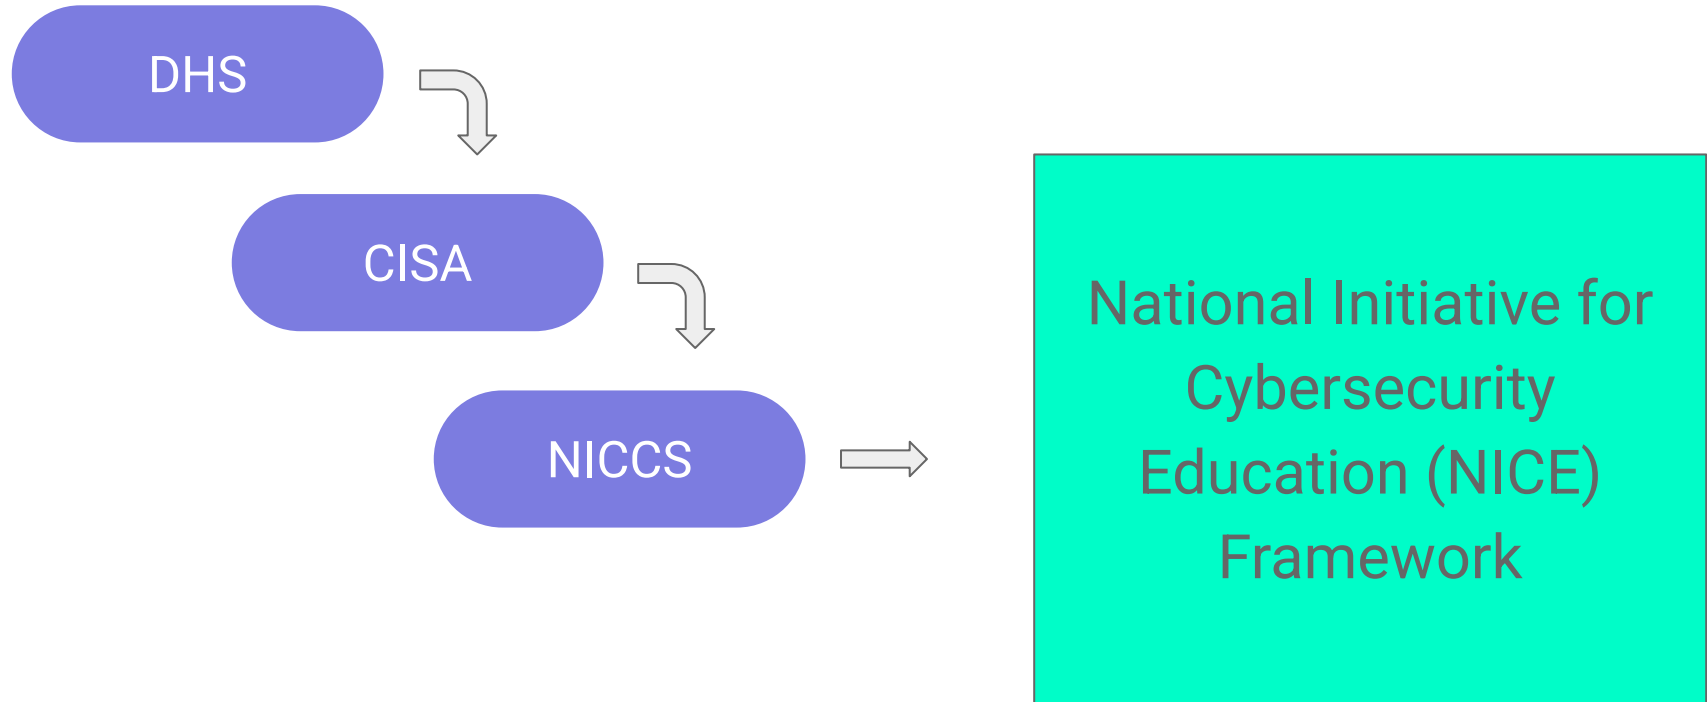 DHS
CISA
NICCS
National Initiative for
Cybersecurity
Education (NICE)
Framework